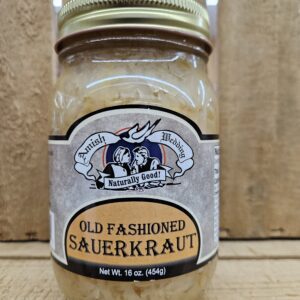 Amish Wedding
Naturally Good!
OLD FASHIONED
SAUERKRAUT
Net Wt. 16 oz. (454g)